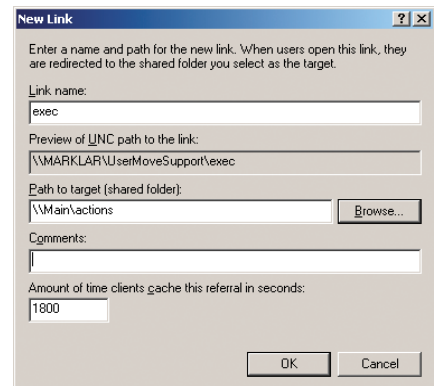 New Link
Enter a name and path for the new link. When users open this link, they
are redirected to the shared folder you select as the target.
Link name:
exec
Preview of UNC path to the link:
\\MARKLAR\UserMoveSupport\exec
Path to target (shared folder):
\\Main\actions
Browse...
Comments:
Amount of time clients cache this referral in seconds:
1800
OK Cancel